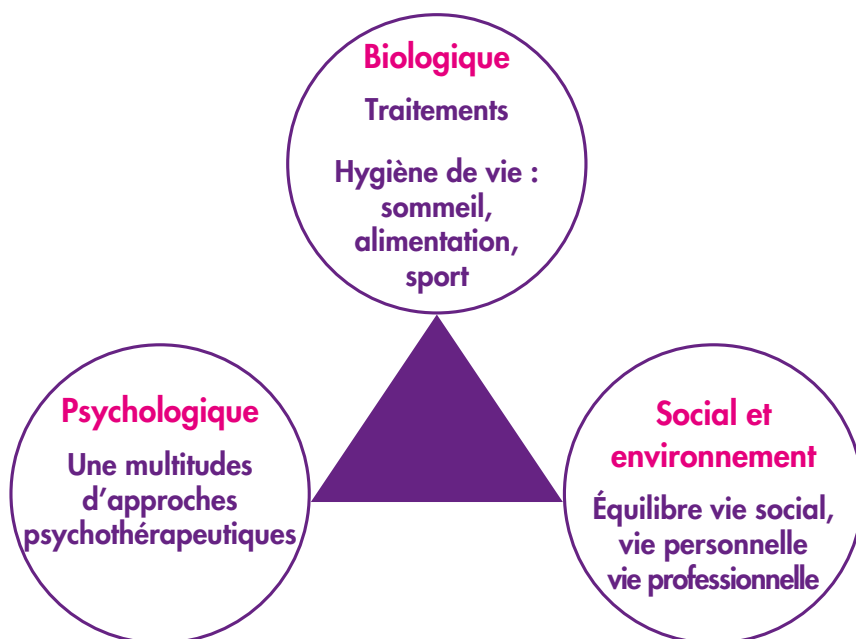 Biologique
Traitements
Hygiène de vie :
sommeil,
alimentation,
sport
Psychologique
Une multitudes
d’approches
psychothérapeutiques
Social et
environnement
Équilibre vie social,
vie personnelle
vie professionnelle